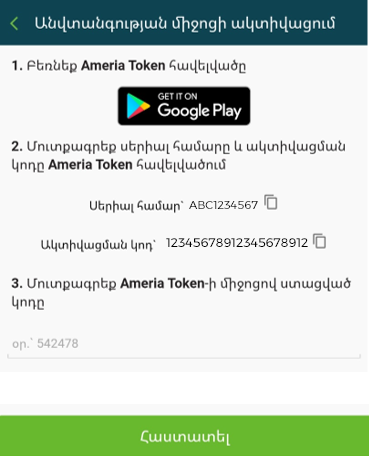 Անվտանգության միջոցի ակտիվացում
1. Բեռնեք Ameria Token հավելվածը
GET IT ON
Google Play
2. Մուտքագրեք սերիալ համարը և ակտիվացման
կոդը Ameria Token հավելվածում
Սերիալ համար՝ ABC1234567
Ակտիվացման կոդ՝ 12345678912345678912
3. Մուտքագրեք Ameria Token-ի միջոցով ստացված
կոդը
օր.՝ 542478
Հաստատել